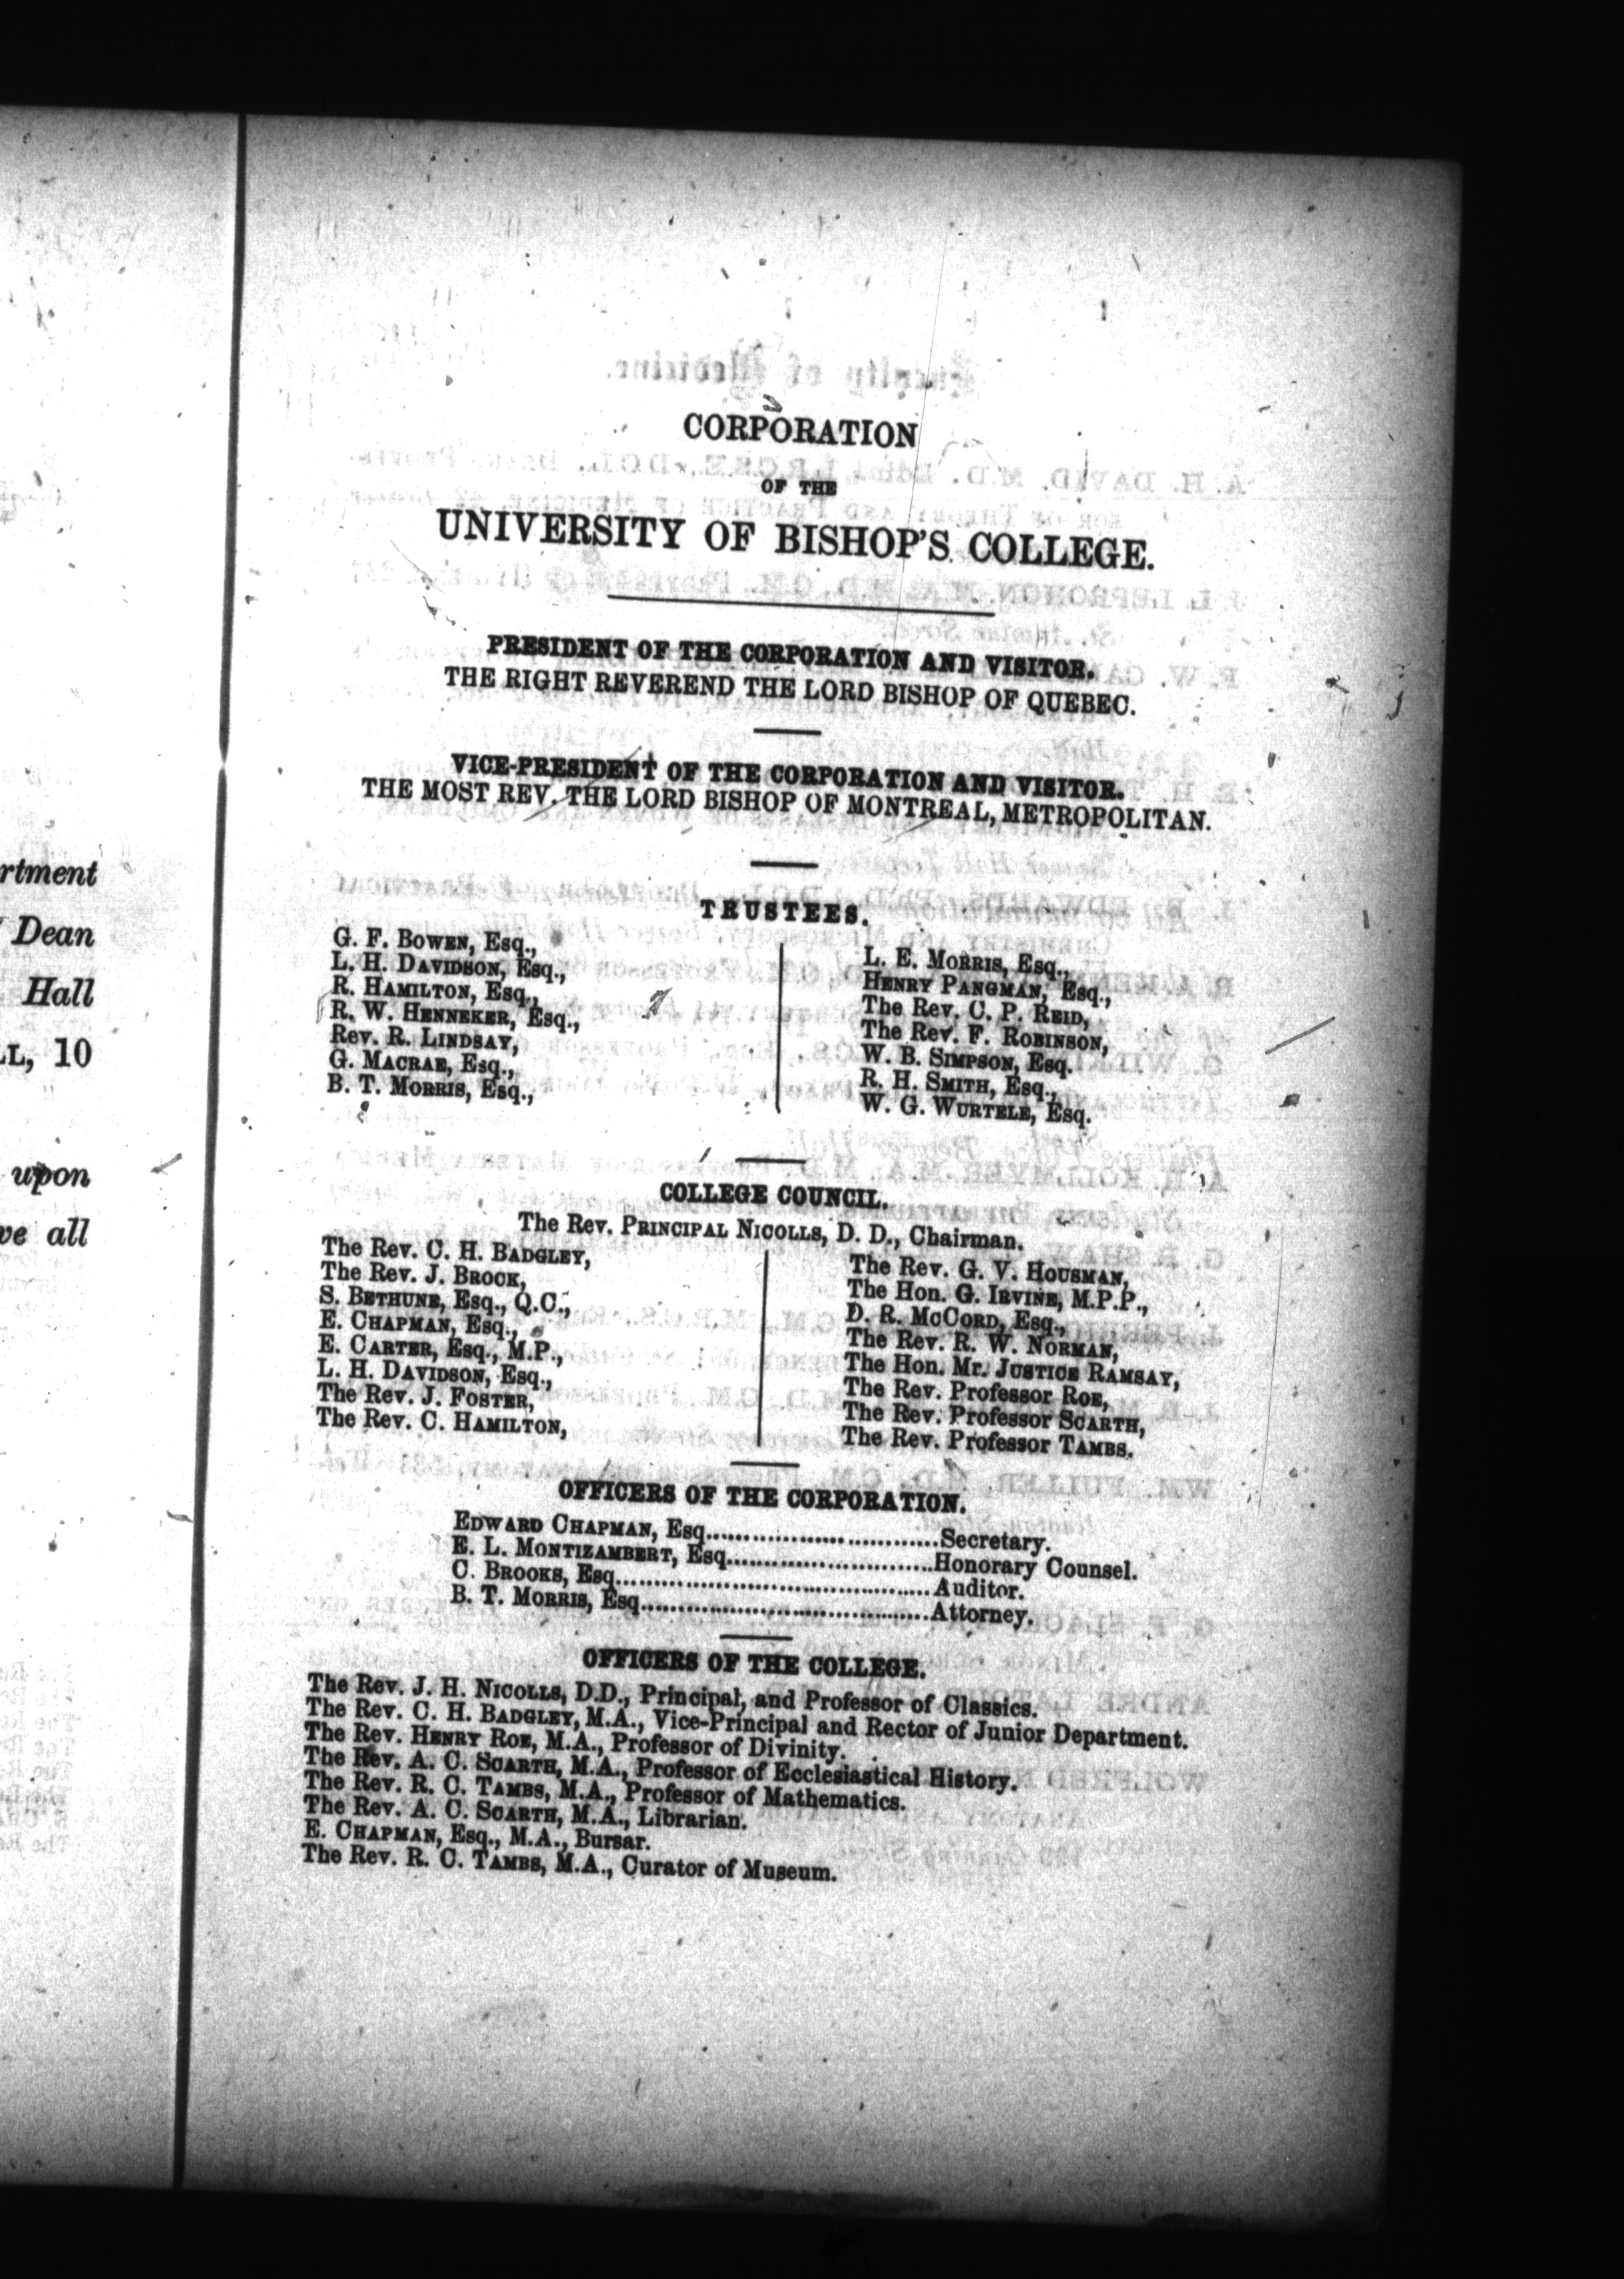 rtment
Dean
Hall
LL, 10
upon
ve all
CORPORATION
OF THE
UNIVERSITY OF BISHOP'S COLLEGE.
PRESIDENT OF THE CORPORATION AND VISITOR.
THE RIGHT REVEREND THE LORD BISHOP OF QUEBEC.
VICE-PRESIDENT OF THE CORPORATION AND VISITOR.
THE MOST REV. THE LORD BISHOP OF MONTREAL, METROPOLITAN.
TRUSTEES.
G. F. BOWEN, Esq.,
L. H. DAVIDSON, Esq.,
R. HAMILTON, Esq.,
R. W. HENNEKER, Esq.,
Rev. R. LINDSAY,
G. MACRAE, Esq.,
B. T. MORRIS, Esq.,
L. E. MORRIS, Esq.,
HENRY PANGMAN, Esq.,
The Rev. C. P. REID,
The Rev. F. ROBINSON,
W. B. SIMPSON, Esq.
R. H. SMITH, Esq.,
W. G. WURTELE, Esq.
COLLEGE COUNCIL.
The Rev. PRINCIPAL NICOLLS, D. D., Chairman.
The Rev. C. H. BADGLEY,
The Rev. J. BROCK,
S. BETHUNE, Esq., Q.C.,
E. CHAPMAN, Esq.,
E. CARTER, Esq., M.P.,
L. H. DAVIDSON, Esq.,
The Rev. J. FOSTER,
The Rev. C. HAMILTON,
The Rev. G. V. HOUSMAN,
The Hon. G. IRVINE, M.P.P.,
D. R. MCCORD, Esq.,
The Rev. R. W. NORMAN,
The Hon. Mr. JUSTICE RAMSAY,
The Rev. Professor ROE,
The Rev. Professor SCARTH,
The Rev. Professor TAMBS.
OFFICERS OF THE CORPORATION.
EDWARD CHAPMAN, Esq..............................Secretary.
E. L. MONTIZAMBERT, Esq...........................Honorary Counsel.
C. BROOKS, Esq.........................................Auditor.
B. T. MORRIS, Esq.....................................Attorney.
OFFICERS OF THE COLLEGE.
The Rev. J. H. NICOLLS, D.D., Principal, and Professor of Classics.
The Rev. C. H. BADGLEY, M.A., Vice-Principal and Rector of Junior Department.
The Rev. HENRY ROE, M.A., Professor of Divinity.
The Rev. A. C. SCARTH, M.A., Professor of Ecclesiastical History.
The Rev. R. C. TAMBS, M.A., Professor of Mathematics.
The Rev. A. C. SCARTH, M.A., Librarian.
E. CHAPMAN, Esq., M.A., Bursar.
The Rev. R. C. TAMBS, M.A., Curator of Museum.